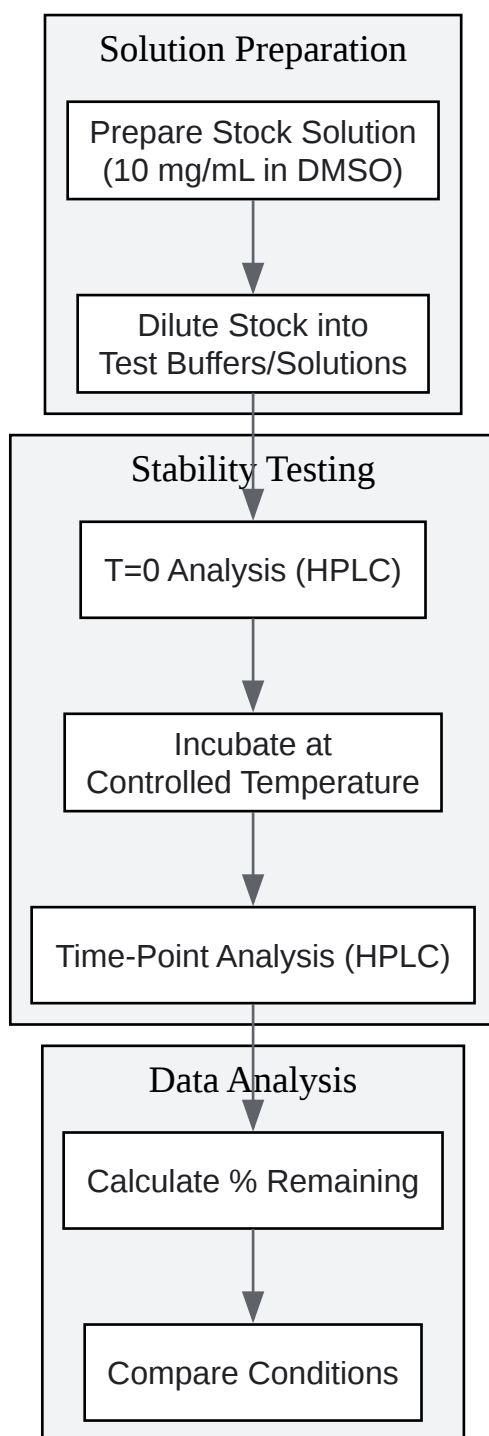 Solution Preparation
Prepare Stock Solution
(10 mg/mL in DMSO)
Dilute Stock into
Test Buffers/Solutions
Stability Testing
T=0 Analysis (HPLC)
Incubate at
Controlled Temperature
Time-Point Analysis (HPLC)
Data Analysis
Calculate % Remaining
Compare Conditions